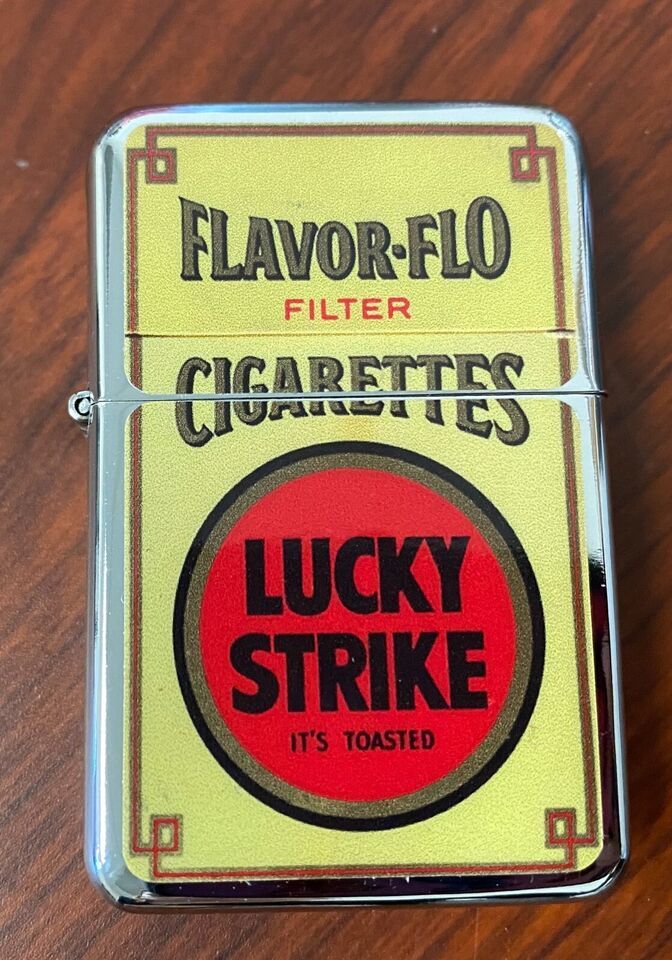 FLAVOR·FLO
FILTER
CIGARETTES
LUCKY
STRIKE
IT'S TOASTED